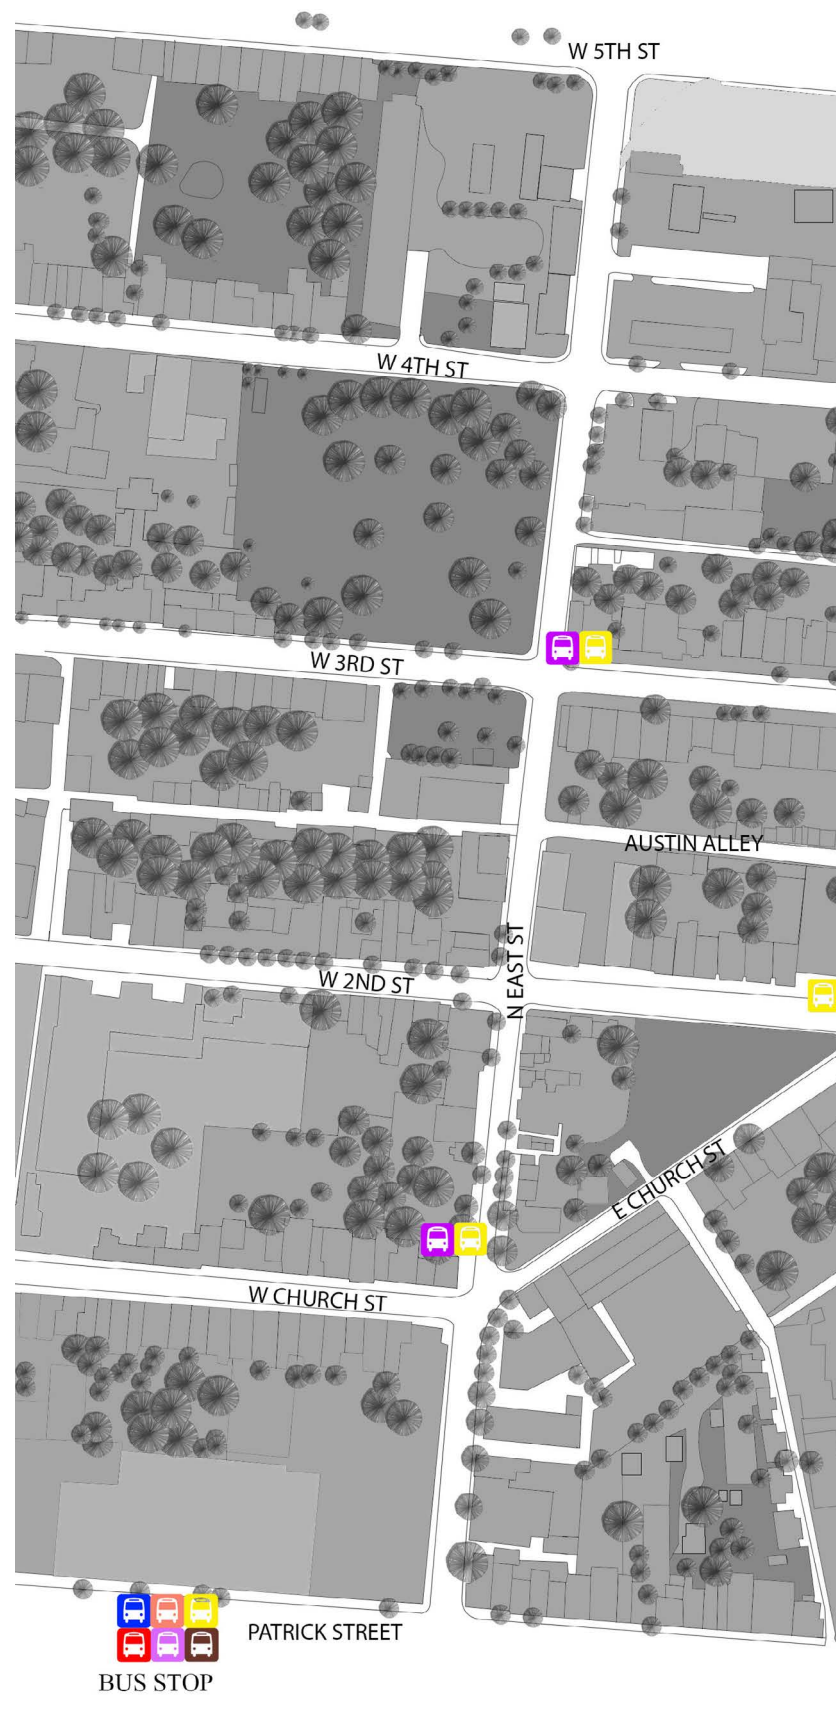 W 5TH ST
W 4TH ST
W 3RD ST
AUSTIN ALLEY
N EAST ST
W 2ND ST
E CHURCH ST
W CHURCH ST
PATRICK STREET
BUS STOP